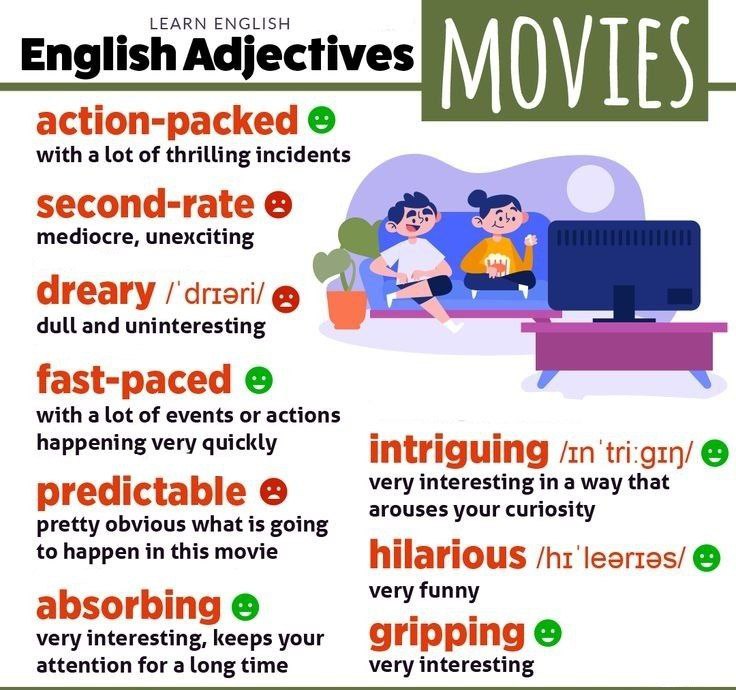 LEARN ENGLISH
English Adjectives
MOVIES
action-packed
with a lot of thrilling incidents
second-rate
mediocre, unexciting
dreary /ˈdrɪəri/
dull and uninteresting
fast-paced
with a lot of events or actions
happening very quickly
predictable
pretty obvious what is going
to happen in this movie
absorbing
very interesting, keeps your
attention for a long time
intriguing /ɪnˈtriːgɪŋ/
very interesting in a way that
arouses your curiosity
hilarious /hɪˈleərɪəs/
very funny
gripping
very interesting